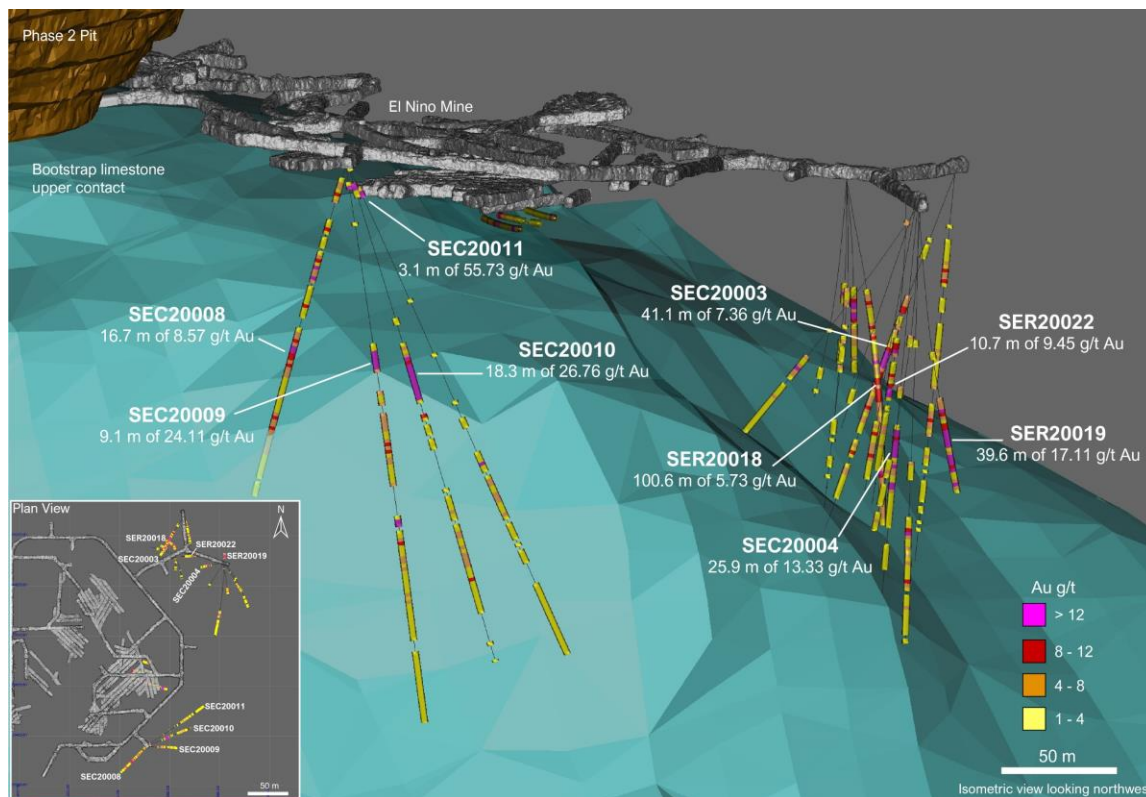 Phase 2 Pit
El Nino Mine
Bootstrap limestone
upper contact
SEC20011
3.1 m of 55.73 g/t Au
SEC20008
16.7 m of 8.57 g/t Au
SEC20003
41.1 m of 7.36 g/t Au
SER20022
10.7 m of 9.45 g/t Au
SEC20010
18.3 m of 26.76 g/t Au
SEC20009
9.1 m of 24.11 g/t Au
SER20018
100.6 m of 5.73 g/t Au
SER20019
39.6 m of 17.11 g/t Au
SEC20004
25.9 m of 13.33 g/t Au
Plan View
N
SER20018
SER20022
SER20019
SEC20003
SEC20004
SEC20011
SEC20010
SEC20009
SEC20008
50 m
Au g/t
> 12
8 - 12
4 - 8
1 - 4
50 m
Isometric view looking northwest